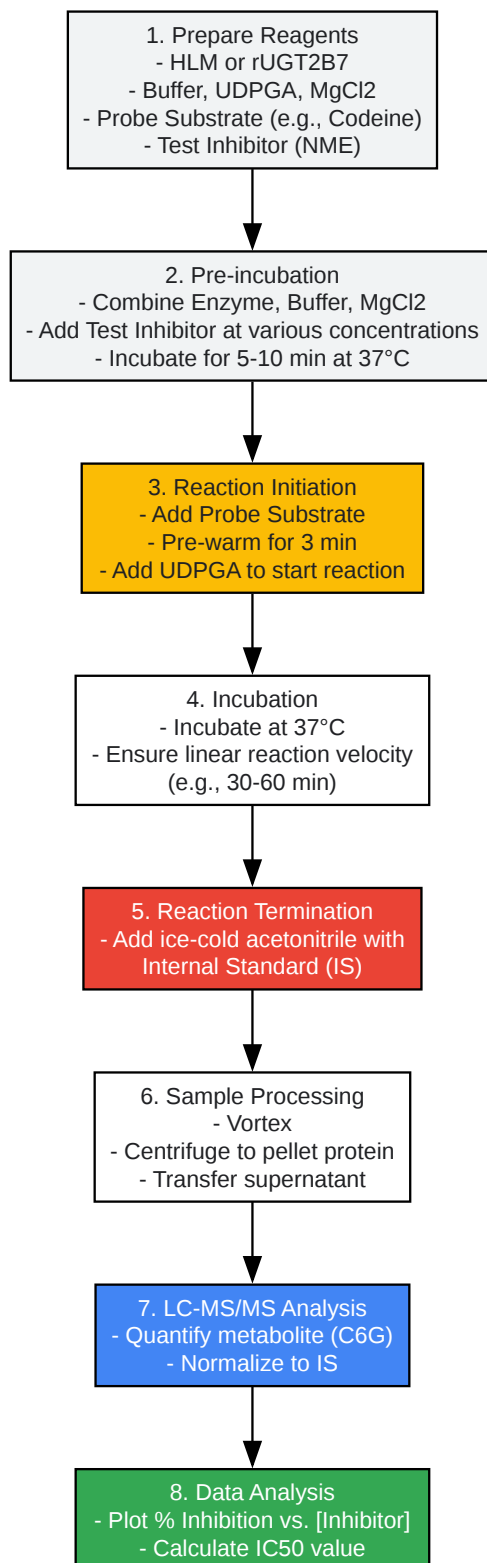 1. Prepare Reagents
- HLM or rUGT2B7
- Buffer, UDPGA, MgCl2
- Probe Substrate (e.g., Codeine)
- Test Inhibitor (NME)
2. Pre-incubation
- Combine Enzyme, Buffer, MgCl2
- Add Test Inhibitor at various concentrations
- Incubate for 5-10 min at 37°C
3. Reaction Initiation
- Add Probe Substrate
- Pre-warm for 3 min
- Add UDPGA to start reaction
4. Incubation
- Incubate at 37°C
- Ensure linear reaction velocity
(e.g., 30-60 min)
5. Reaction Termination
- Add ice-cold acetonitrile with
Internal Standard (IS)
6. Sample Processing
- Vortex
- Centrifuge to pellet protein
- Transfer supernatant
7. LC-MS/MS Analysis
- Quantify metabolite (C6G)
- Normalize to IS
8. Data Analysis
- Plot % Inhibition vs. [Inhibitor]
- Calculate IC50 value